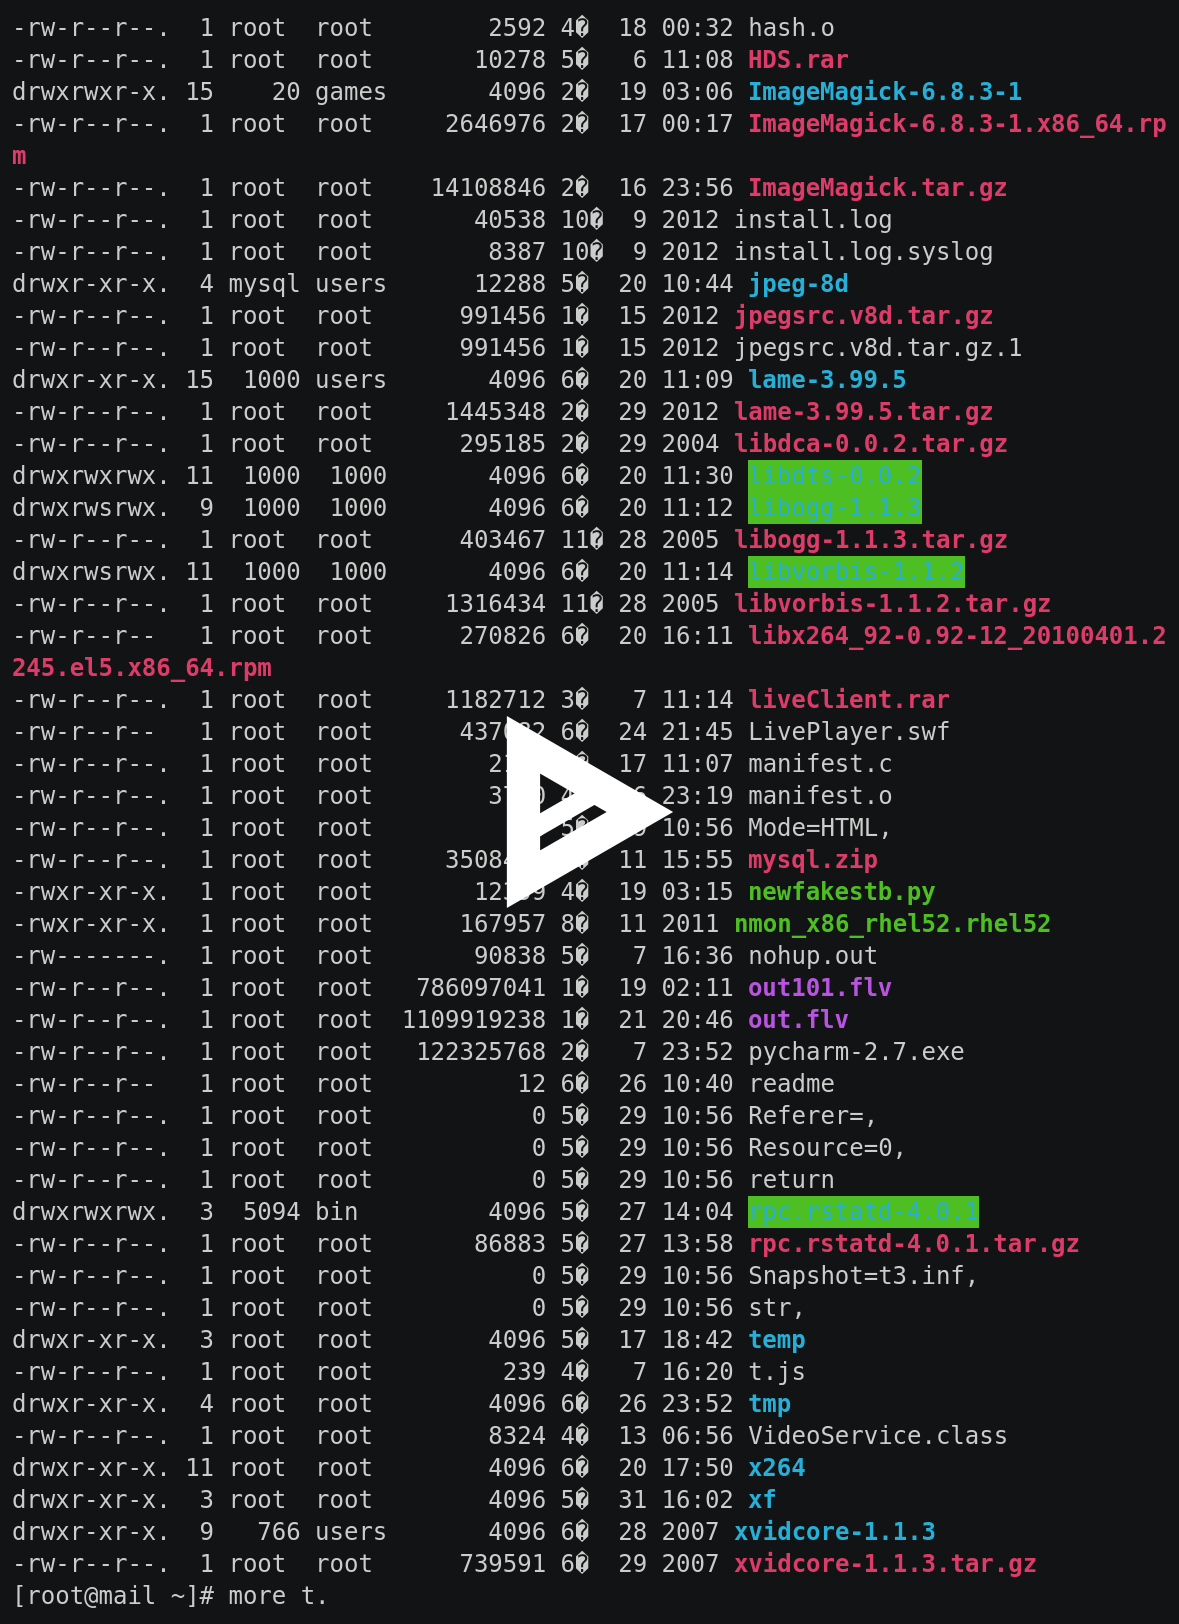 -rw-r--r--.  1 root  root        2592 4�  18 00:32 hash.o
-rw-r--r--.  1 root  root       10278 5�   6 11:08 HDS.rar
drwxrwxr-x. 15    20 games       4096 2�  19 03:06 ImageMagick-6.8.3-1
-rw-r--r--.  1 root  root     2646976 2�  17 00:17 ImageMagick-6.8.3-1.x86_64.rp
m
-rw-r--r--.  1 root  root    14108846 2�  16 23:56 ImageMagick.tar.gz
-rw-r--r--.  1 root  root       40538 10�  9 2012 install.log
-rw-r--r--.  1 root  root        8387 10�  9 2012 install.log.syslog
drwxr-xr-x.  4 mysql users      12288 5�  20 10:44 jpeg-8d
-rw-r--r--.  1 root  root      991456 1�  15 2012 jpegsrc.v8d.tar.gz
-rw-r--r--.  1 root  root      991456 1�  15 2012 jpegsrc.v8d.tar.gz.1
drwxr-xr-x. 15  1000 users       4096 6�  20 11:09 lame-3.99.5
-rw-r--r--.  1 root  root     1445348 2�  29 2012 lame-3.99.5.tar.gz
-rw-r--r--.  1 root  root      295185 2�  29 2004 libdca-0.0.2.tar.gz
drwxrwxrwx. 11  1000  1000       4096 6�  20 11:30 libdts-0.0.2
drwxrwsrwx.  9  1000  1000       4096 6�  20 11:12 libogg-1.1.3
-rw-r--r--.  1 root  root      403467 11� 28 2005 libogg-1.1.3.tar.gz
drwxrwsrwx. 11  1000  1000       4096 6�  20 11:14 libvorbis-1.1.2
-rw-r--r--.  1 root  root     1316434 11� 28 2005 libvorbis-1.1.2.tar.gz
-rw-r--r--   1 root  root      270826 6�  20 16:11 libx264_92-0.92-12_20100401.2
245.el5.x86_64.rpm
-rw-r--r--.  1 root  root     1182712 3�   7 11:14 liveClient.rar
-rw-r--r--   1 root  root             6�  24 21:45 LivePlayer.swf
-rw-r--r--.  1 root  root                 17 11:07 manifest.c
-rw-r--r--.  1 root  root                    23:19 manifest.o
-rw-r--r--.  1 root  root             5�     10:56 Mode=HTML,
-rw-r--r--.  1 root  root                 11 15:55 mysql.zip
-rwxr-xr-x.  1 root  root             4�  19 03:15 newfakestb.py
-rwxr-xr-x.  1 root  root      167957 8�  11 2011 nmon_x86_rhel52.rhel52
-rw-------.  1 root  root       90838 5�   7 16:36 nohup.out
-rw-r--r--.  1 root  root   786097041 1�  19 02:11 out101.flv
-rw-r--r--.  1 root  root  1109919238 1�  21 20:46 out.flv
-rw-r--r--.  1 root  root   122325768 2�   7 23:52 pycharm-2.7.exe
-rw-r--r--   1 root  root          12 6�  26 10:40 readme
-rw-r--r--.  1 root  root           0 5�  29 10:56 Referer=,
-rw-r--r--.  1 root  root           0 5�  29 10:56 Resource=0,
-rw-r--r--.  1 root  root           0 5�  29 10:56 return
drwxrwxrwx.  3  5094 bin         4096 5�  27 14:04 rpc.rstatd-4.0.1
-rw-r--r--.  1 root  root       86883 5�  27 13:58 rpc.rstatd-4.0.1.tar.gz
-rw-r--r--.  1 root  root           0 5�  29 10:56 Snapshot=t3.inf,
-rw-r--r--.  1 root  root           0 5�  29 10:56 str,
drwxr-xr-x.  3 root  root        4096 5�  17 18:42 temp
-rw-r--r--.  1 root  root         239 4�   7 16:20 t.js
drwxr-xr-x.  4 root  root        4096 6�  26 23:52 tmp
-rw-r--r--.  1 root  root        8324 4�  13 06:56 VideoService.class
drwxr-xr-x. 11 root  root        4096 6�  20 17:50 x264
drwxr-xr-x.  3 root  root        4096 5�  31 16:02 xf
drwxr-xr-x.  9   766 users       4096 6�  28 2007 xvidcore-1.1.3
-rw-r--r--.  1 root  root      739591 6�  29 2007 xvidcore-1.1.3.tar.gz
[root@mail ~]# more t.